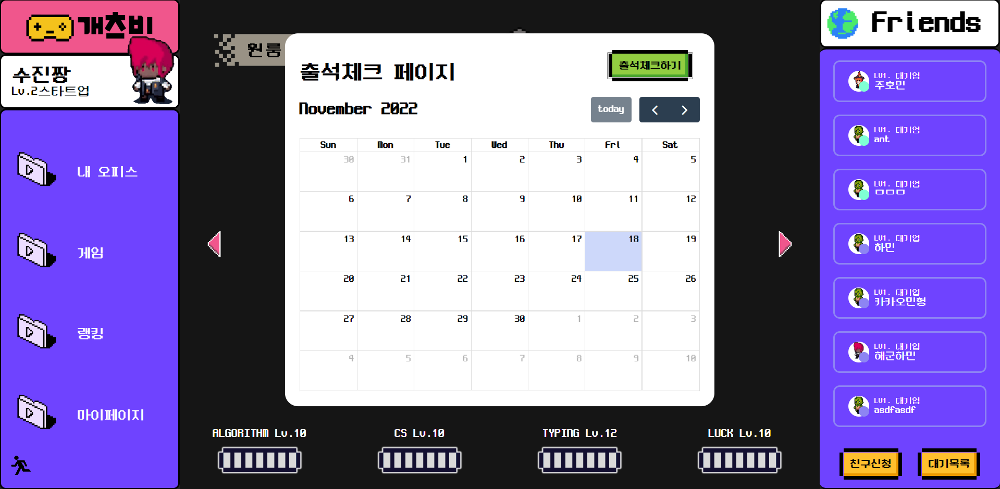 개츠비
수진짱
Lv.2스타트업
내 오피스
게임
랭킹
마이페이지
원룸
출석체크 페이지
출석체크하기
November 2022
today
Sun Mon Tue Wed Thu Fri Sat
30 31 1 2 3 4 5
6 7 8 9 10 11 12
13 14 15 16 17 18 19
20 21 22 23 24 25 26
27 28 29 30 1 2 3
4 5 6 7 8 9 10
ALGORITHM Lv.10
CS Lv.10
TYPING Lv.12
LUCK Lv.10
Friends
LV1. 대기업
주호민
LV1. 대기업
ant
LV1. 대기업
ㅁㅁㅁ
LV1. 대기업
하민
LV1. 대기업
카카오민형
LV1. 대기업
해군하민
LV1. 대기업
asdfasdf
친구신청
대기목록